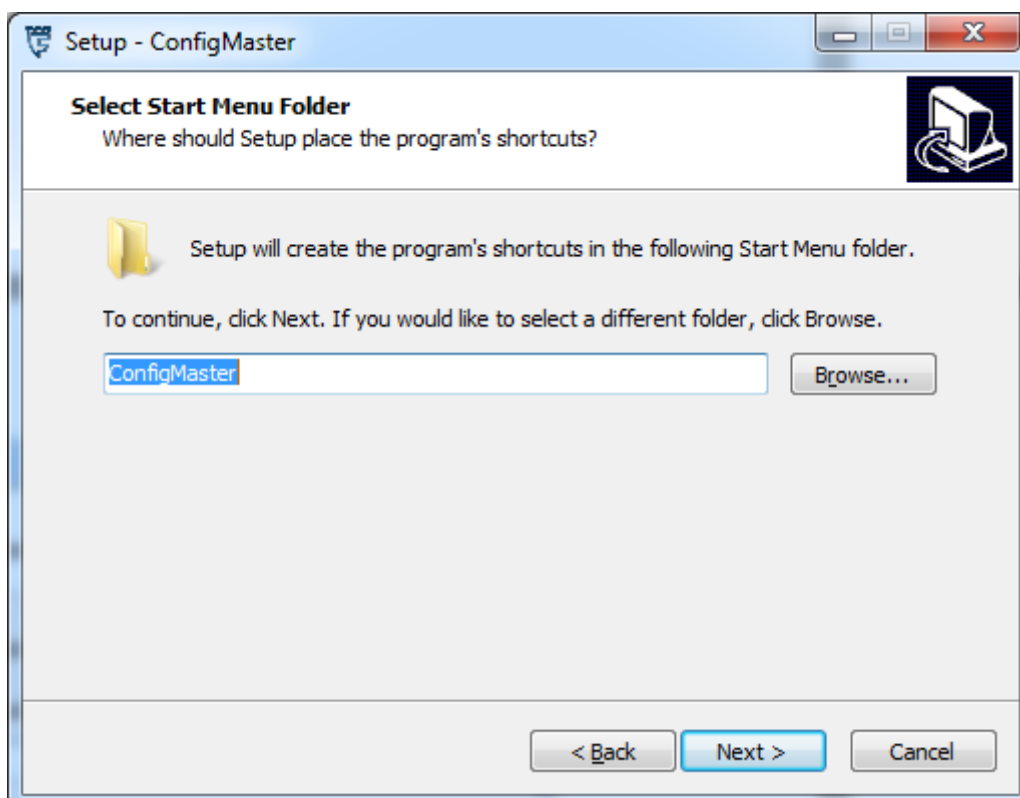 Setup - ConfigMaster
Select Start Menu Folder
Where should Setup place the program's shortcuts?
Setup will create the program's shortcuts in the following Start Menu folder.
To continue, click Next. If you would like to select a different folder, click Browse.
ConfigMaster
Browse...
< Back
Next >
Cancel